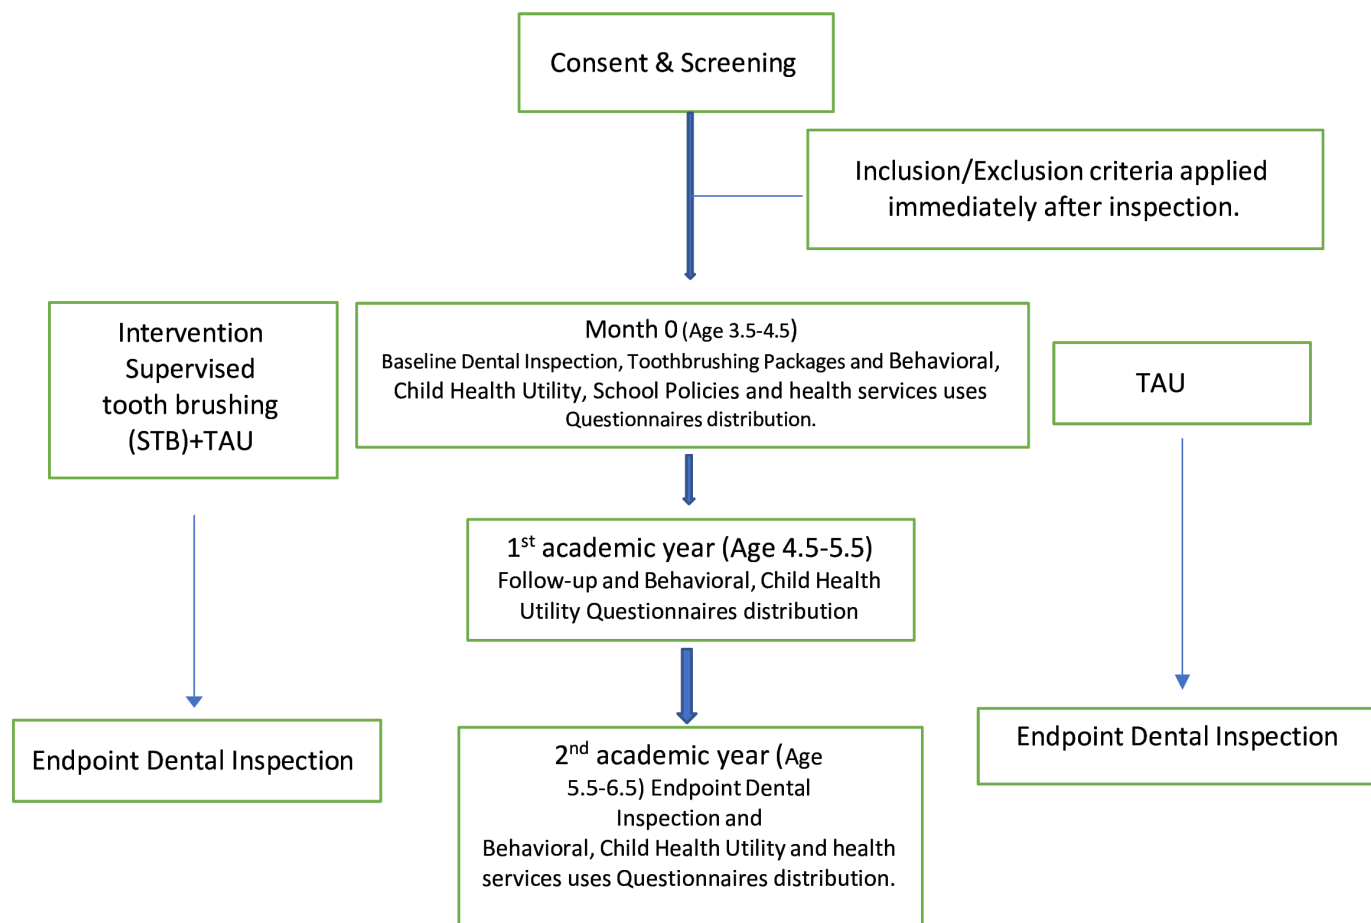 Consent & Screening
Inclusion/Exclusion criteria applied
immediately after inspection.
Intervention
Supervised
tooth brushing
(STB)+TAU
Month 0 (Age 3.5-4.5)
Baseline Dental Inspection, Toothbrushing Packages and Behavioral,
Child Health Utility, School Policies and health services uses
Questionnaires distribution.
TAU
1st academic year (Age 4.5-5.5)
Follow-up and Behavioral, Child Health
Utility Questionnaires distribution
Endpoint Dental Inspection
2nd academic year (Age
5.5-6.5) Endpoint Dental
Inspection and
Behavioral, Child Health Utility and health
services uses Questionnaires distribution.
Endpoint Dental Inspection